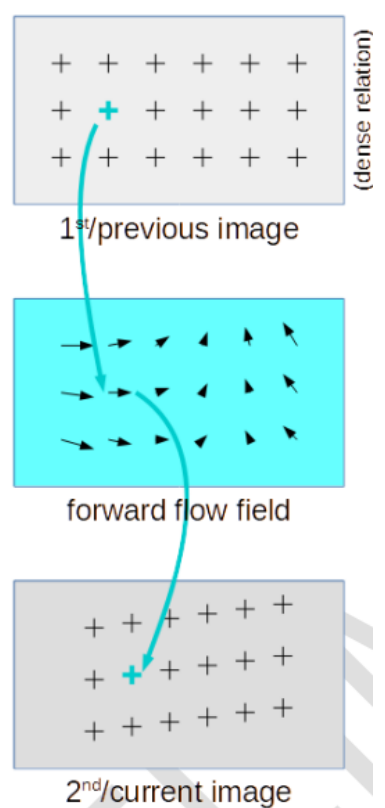 (dense relation)
1st/previous image
forward flow field
2nd/current image